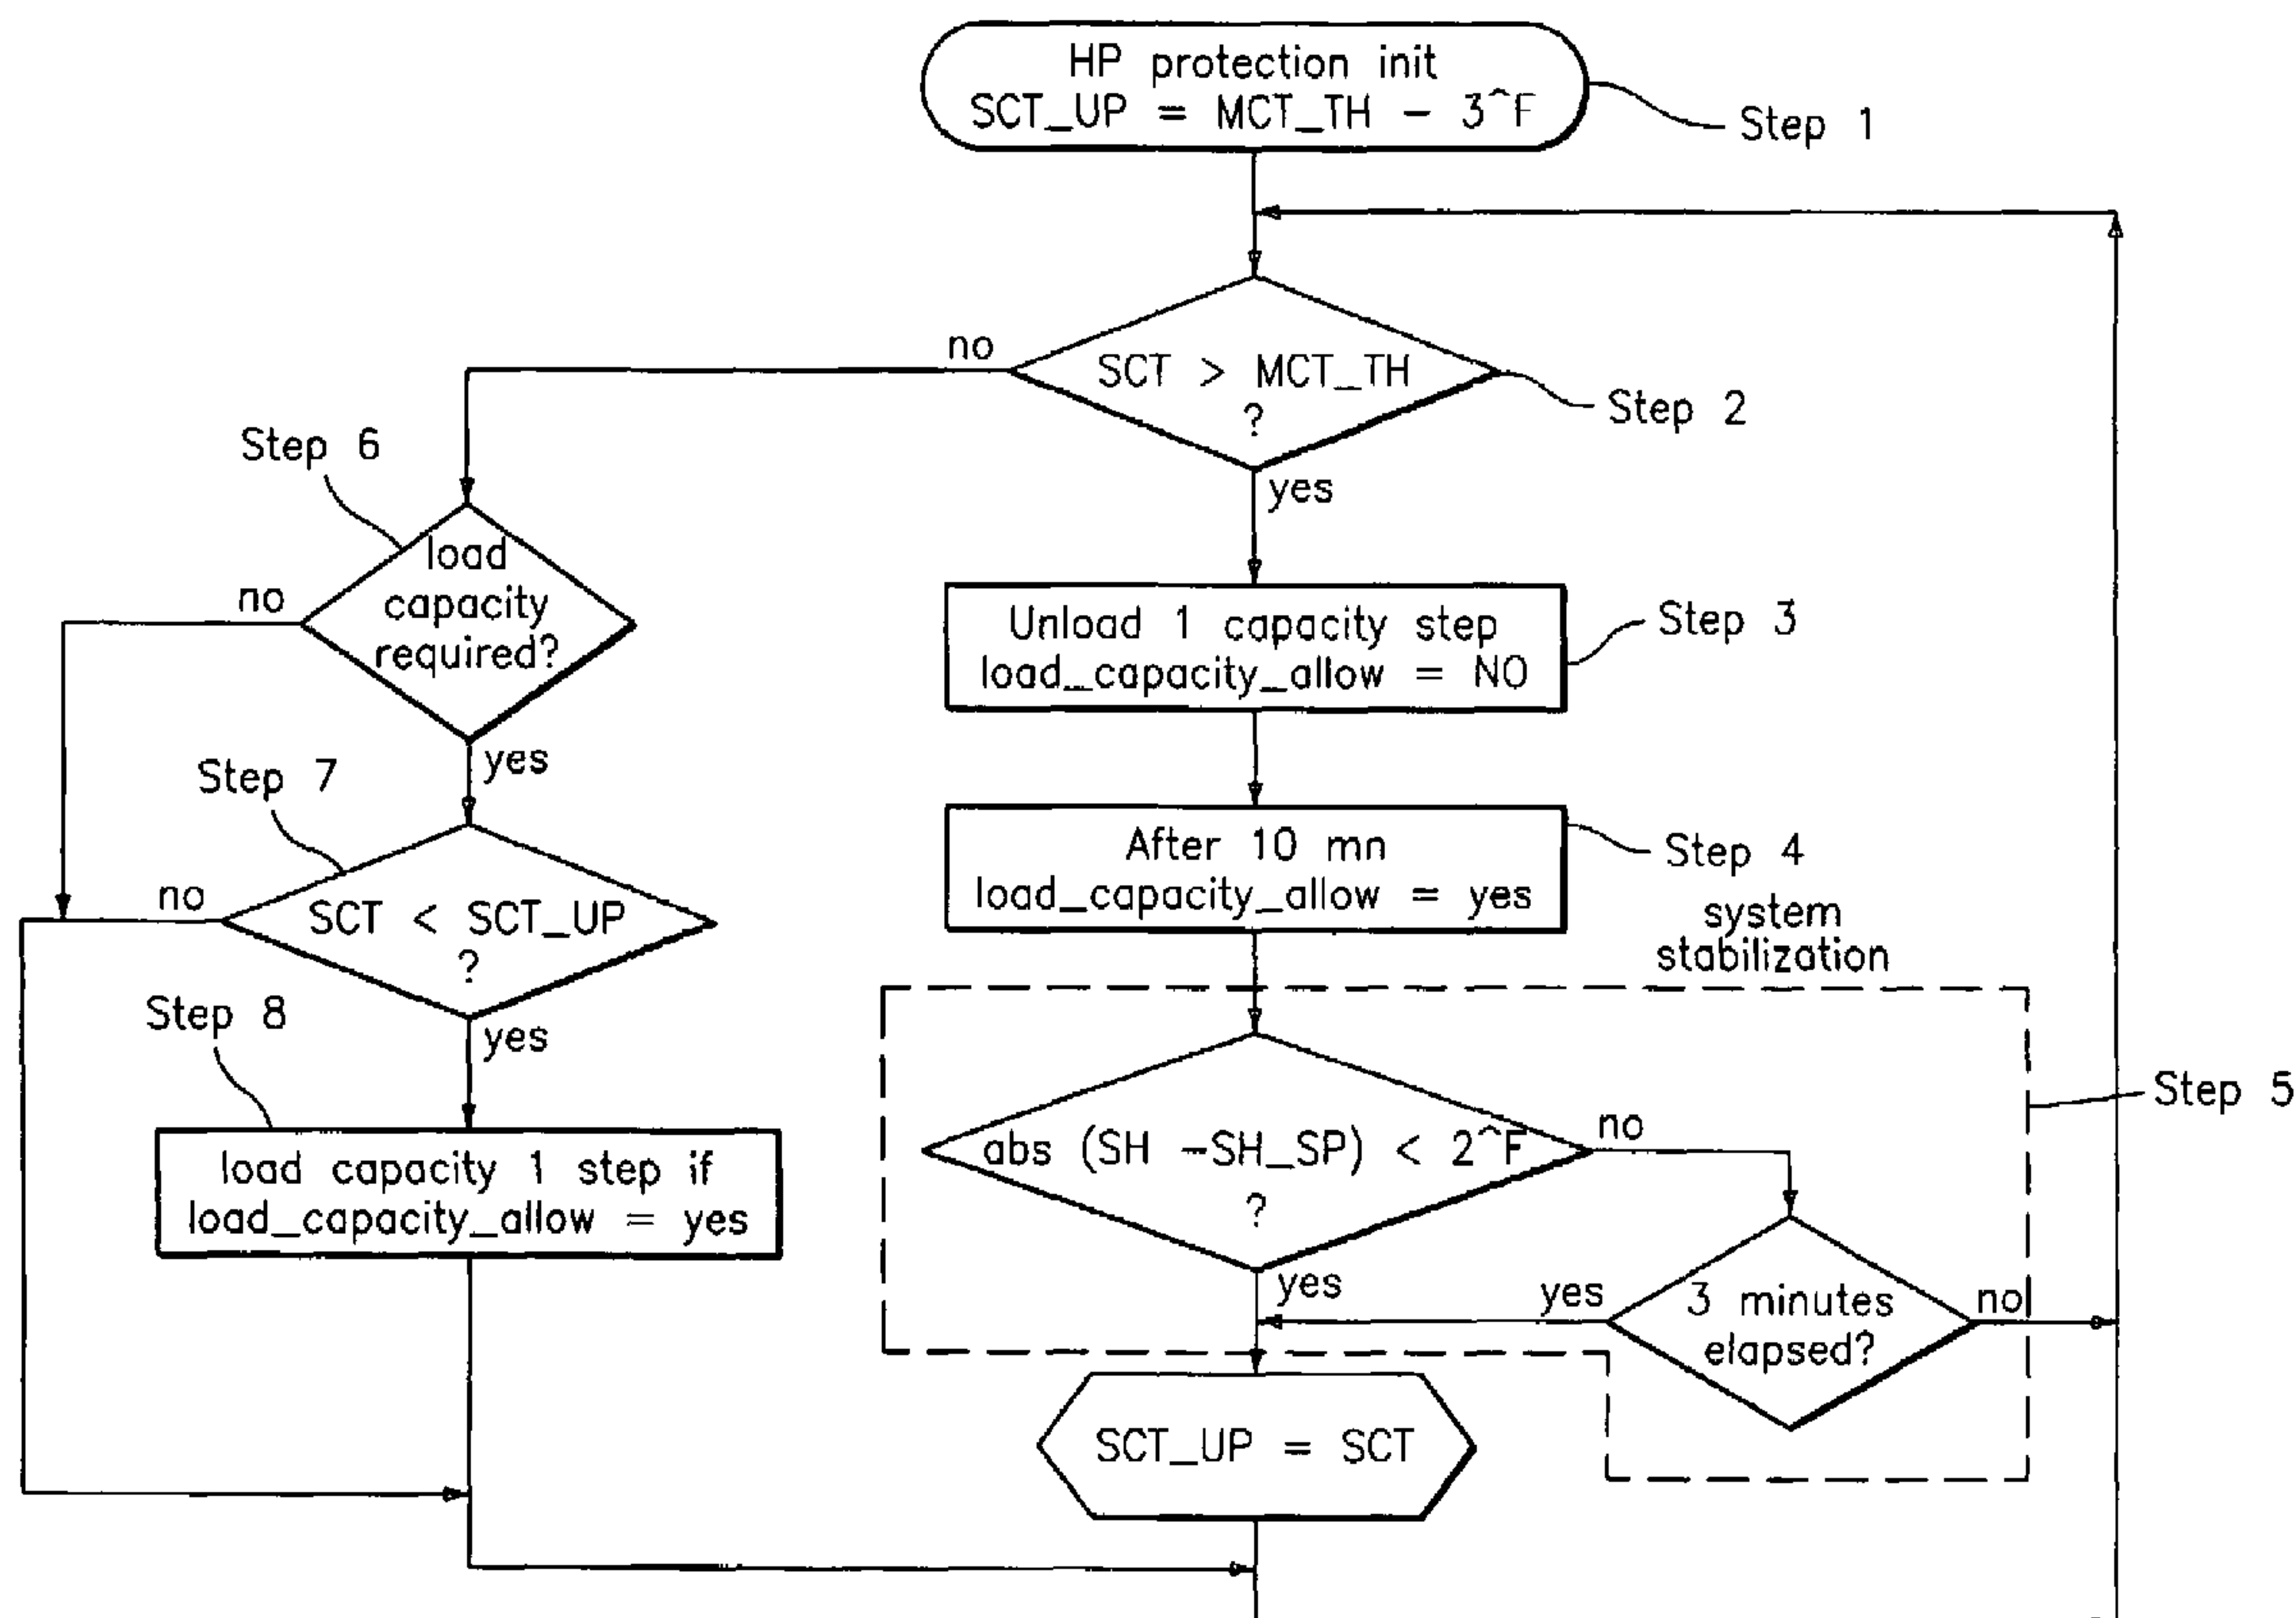 HP protection init
SCT_UP = MCT_TH - 3^F
Step 1
no
SCT > MCT_TH
?
Step 2
yes
Step 6
load
capacity
required?
no
yes
Unload 1 capacity step
load_capacity_allow = NO
Step 3
Step 7
no
SCT < SCT_UP
?
yes
After 10 mn
load_capacity_allow = yes
Step 4
system
stabilization
Step 8
load capacity 1 step if
load_capacity_allow = yes
abs (SH -SH_SP) < 2^F
?
no
yes
Step 5
yes
3 minutes
elapsed?
no
SCT_UP = SCT